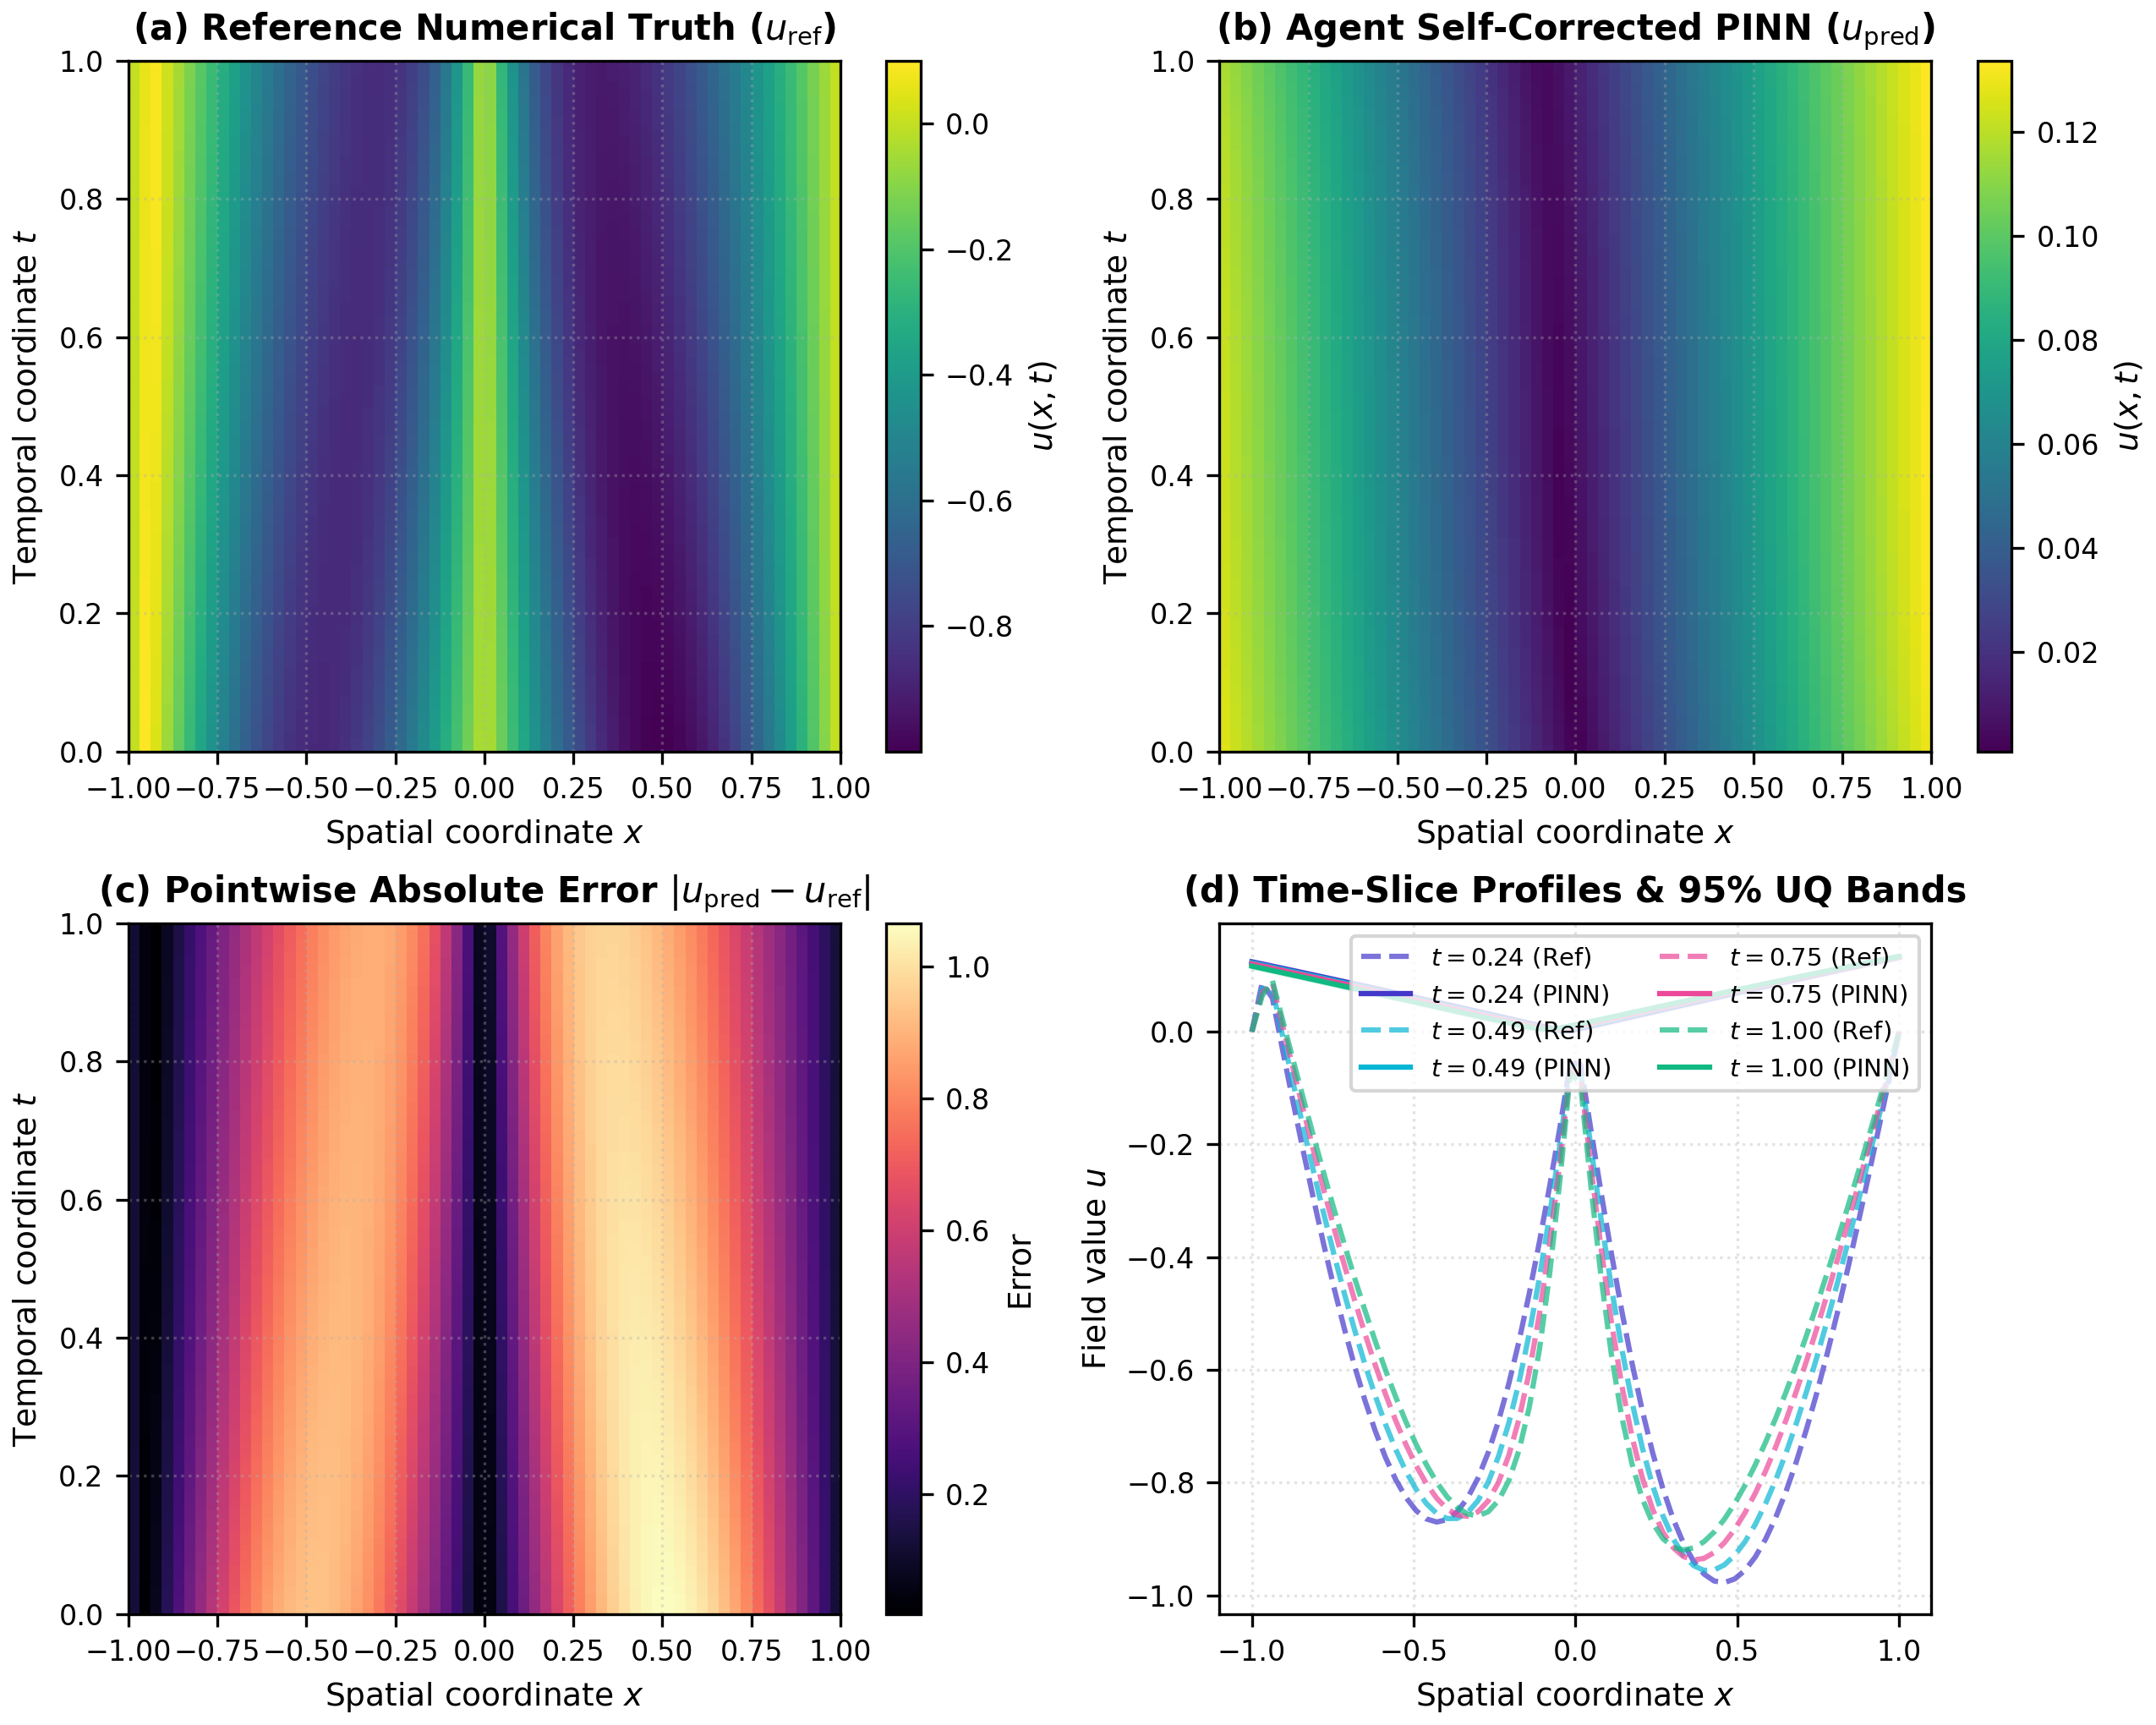 (a) Reference Numerical Truth (u_ref)
1.0
0.8
0.6
0.4
0.2
0.0
Temporal coordinate t
−1.00 −0.75 −0.50 −0.25 0.00 0.25 0.50 0.75 1.00
Spatial coordinate x
0.0
−0.2
−0.4
−0.6
−0.8
u(x, t)
(b) Agent Self-Corrected PINN (u_pred)
1.0
0.8
0.6
0.4
0.2
0.0
Temporal coordinate t
−1.00 −0.75 −0.50 −0.25 0.00 0.25 0.50 0.75 1.00
Spatial coordinate x
0.12
0.10
0.08
0.06
0.04
0.02
u(x, t)
(c) Pointwise Absolute Error |u_pred − u_ref|
1.0
0.8
0.6
0.4
0.2
0.0
Temporal coordinate t
−1.00 −0.75 −0.50 −0.25 0.00 0.25 0.50 0.75 1.00
Spatial coordinate x
1.0
0.8
0.6
0.4
0.2
Error
(d) Time-Slice Profiles & 95% UQ Bands
t = 0.24 (Ref)
t = 0.24 (PINN)
t = 0.49 (Ref)
t = 0.49 (PINN)
t = 0.75 (Ref)
t = 0.75 (PINN)
t = 1.00 (Ref)
t = 1.00 (PINN)
0.0
−0.2
−0.4
−0.6
−0.8
−1.0
Field value u
−1.0 −0.5 0.0 0.5 1.0
Spatial coordinate x